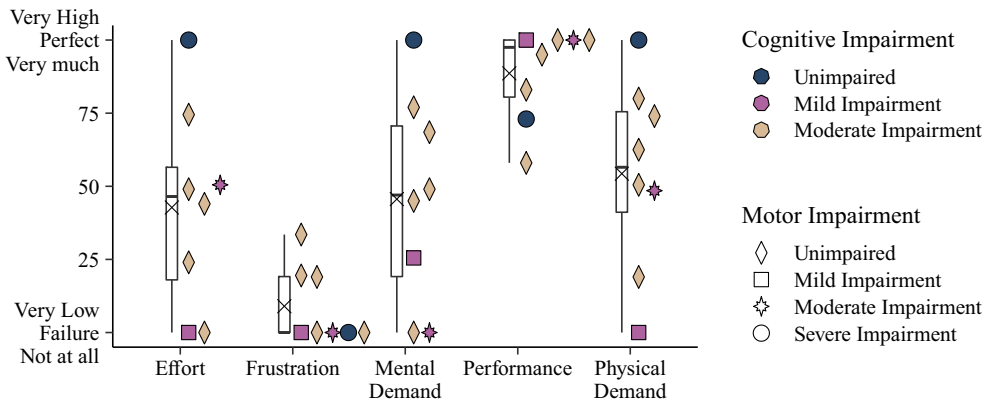 Very High
Perfect
Very much
75
50
25
Very Low
Failure
Not at all
Effort
Frustration
Mental
Demand
Performance
Physical
Demand
Cognitive Impairment
Unimpaired
Mild Impairment
Moderate Impairment
Motor Impairment
Unimpaired
Mild Impairment
Moderate Impairment
Severe Impairment